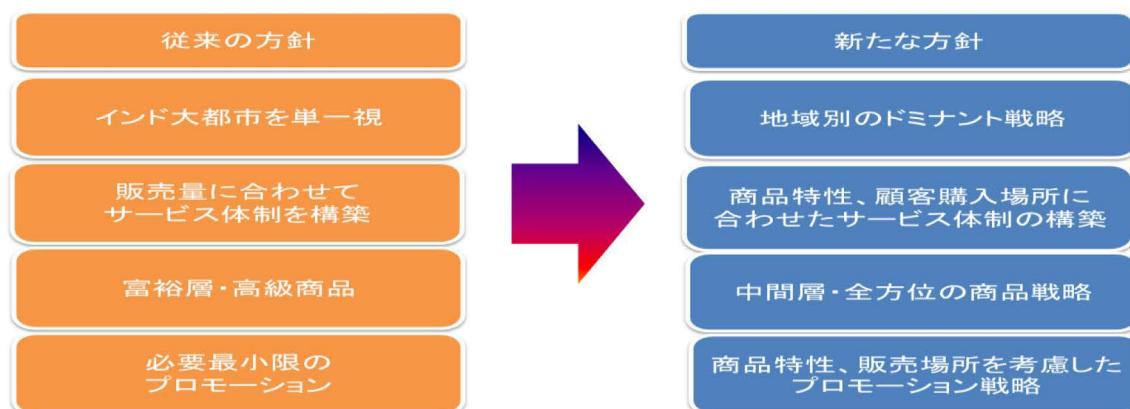 従来の方針
インド大都市を単一視
販売量に合わせて
サービス体制を構築
富裕層・高級商品
必要最小限の
プロモーション
新たな方針
地域別のドミナント戦略
商品特性、顧客購入場所に
合わせたサービス体制の構築
中間層・全方位の商品戦略
商品特性、販売場所を考慮した
プロモーション戦略